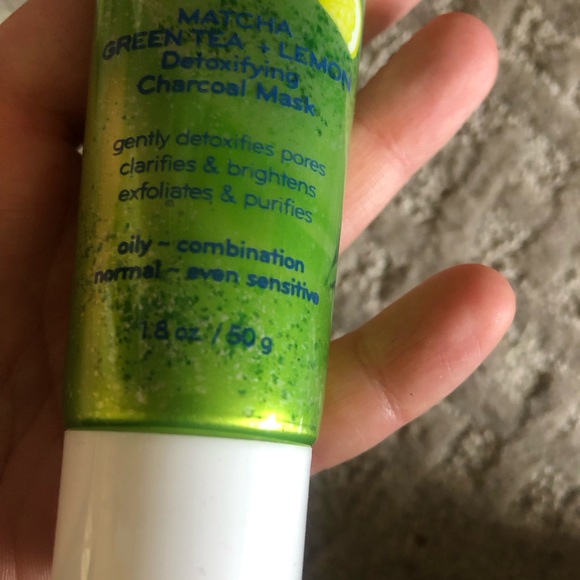 MATCHA
GREEN TEA + LEMON
Detoxifying
Charcoal Mask
gently detoxifies pores
clarifies & brightens
exfoliates & purifies
oily ~ combination
normal ~ even sensitive
1.8 oz / 50 g